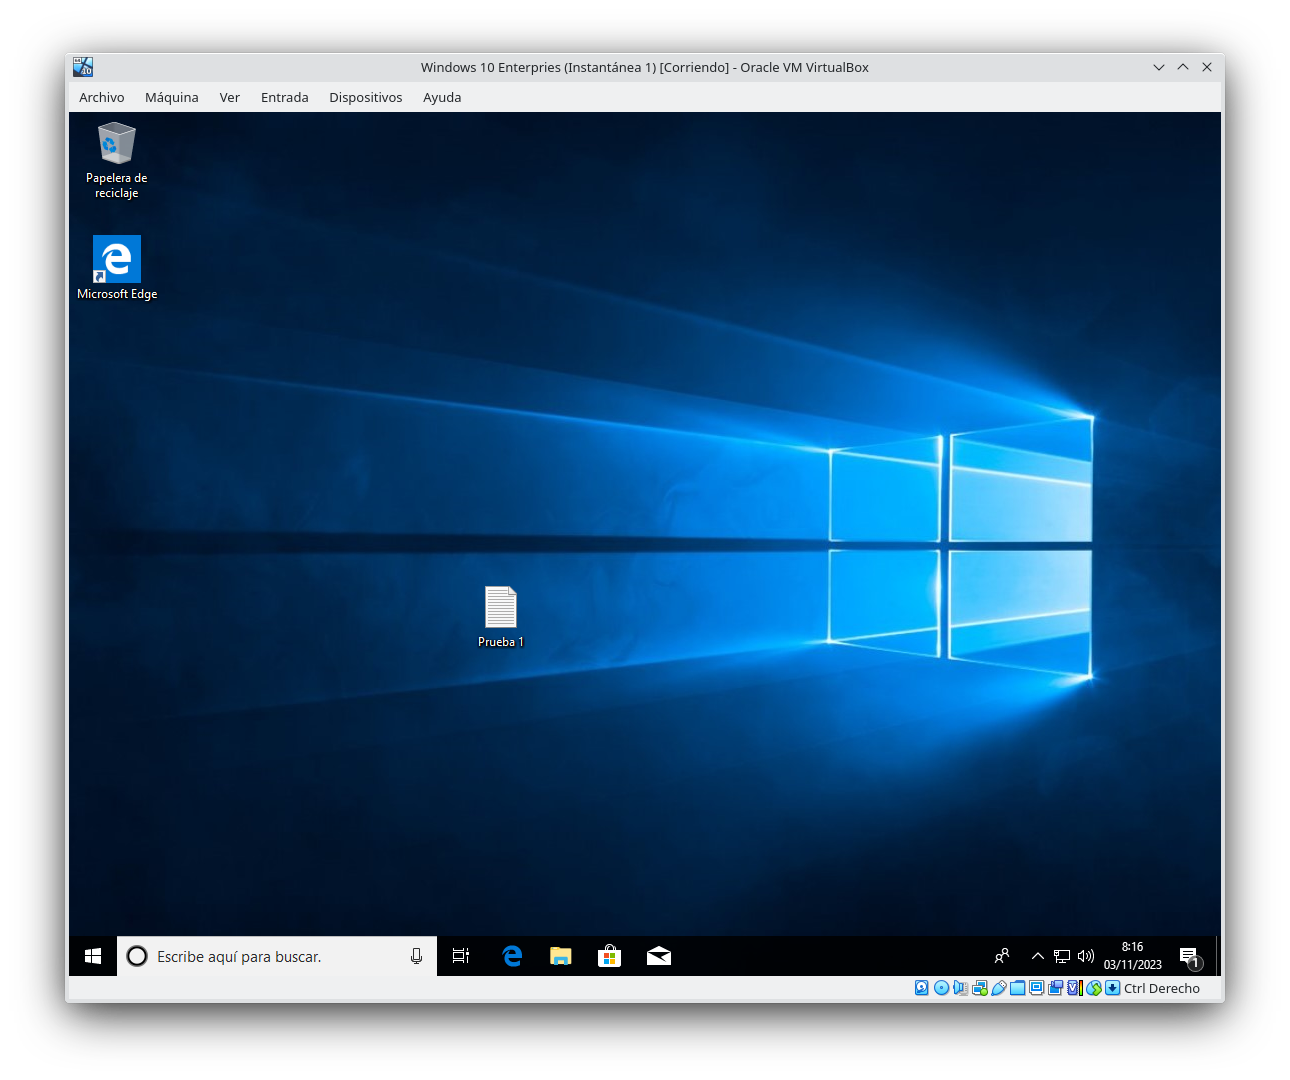 Windows 10 Enterpries (Instantánea 1) [Corriendo] - Oracle VM VirtualBox
Archivo Máquina Ver Entrada Dispositivos Ayuda
Papelera de
reciclaje
Microsoft Edge
Prueba 1
Escribe aquí para buscar.
8:16
03/11/2023
1
Ctrl Derecho